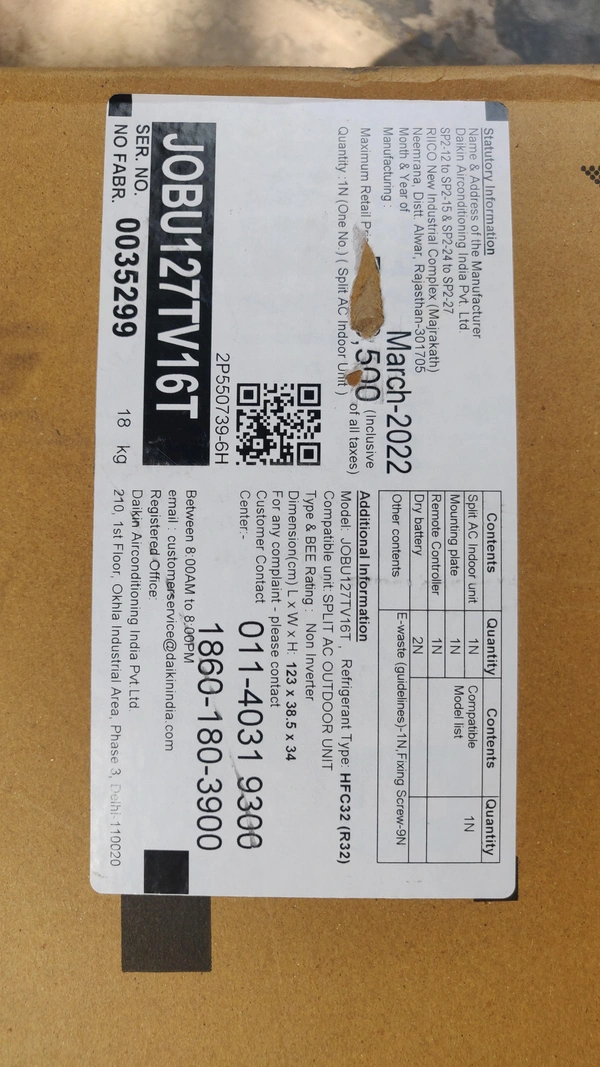 Statutory Information
Name & Address of the Manufacturer
Daikin Airconditioning India Pvt. Ltd.
SP2-12 to SP2-15 & SP2-24 to SP2-27
RIICO New Industrial Complex (Majrakath)
Neemrana, Distt. Alwar, Rajasthan-301705
Month & Year of
Manufacturing : March-2022
Maximum Retail ,500 (Inclusive
of all taxes)
Quantity :1N (One No.) ( Split AC Indoor Unit )
2P550739-6H
JOBU127TV16T
SER. NO.
NO FABR. 0035299 18 kg
Contents Quantity Contents Quantity
Split AC Indoor unit 1N Compatible Model list 1N
Mounting plate 1N
Remote Controller 1N
Dry battery 2N
Other contents E-waste (guidelines)-1N,Fixing Screw-9N
Additional Information
Model: JOBU127TV16T , Refrigerant Type: HFC32 (R32)
Compatible unit:SPLIT AC OUTDOOR UNIT
Type & BEE Rating : Non Inverter
Dimension(cm) L x W x H: 123 x 38.5 x 34
For any complaint - please contact
Customer Contact 011-4031 9300
Center:-
1860-180-3900
Between 8:00AM to 8:00PM
email : customerservice@daikinindia.com
Registered Office:
Daikin Airconditioning India Pvt.Ltd.
210, 1st Floor, Okhla Industrial Area, Phase 3, Delhi-110020